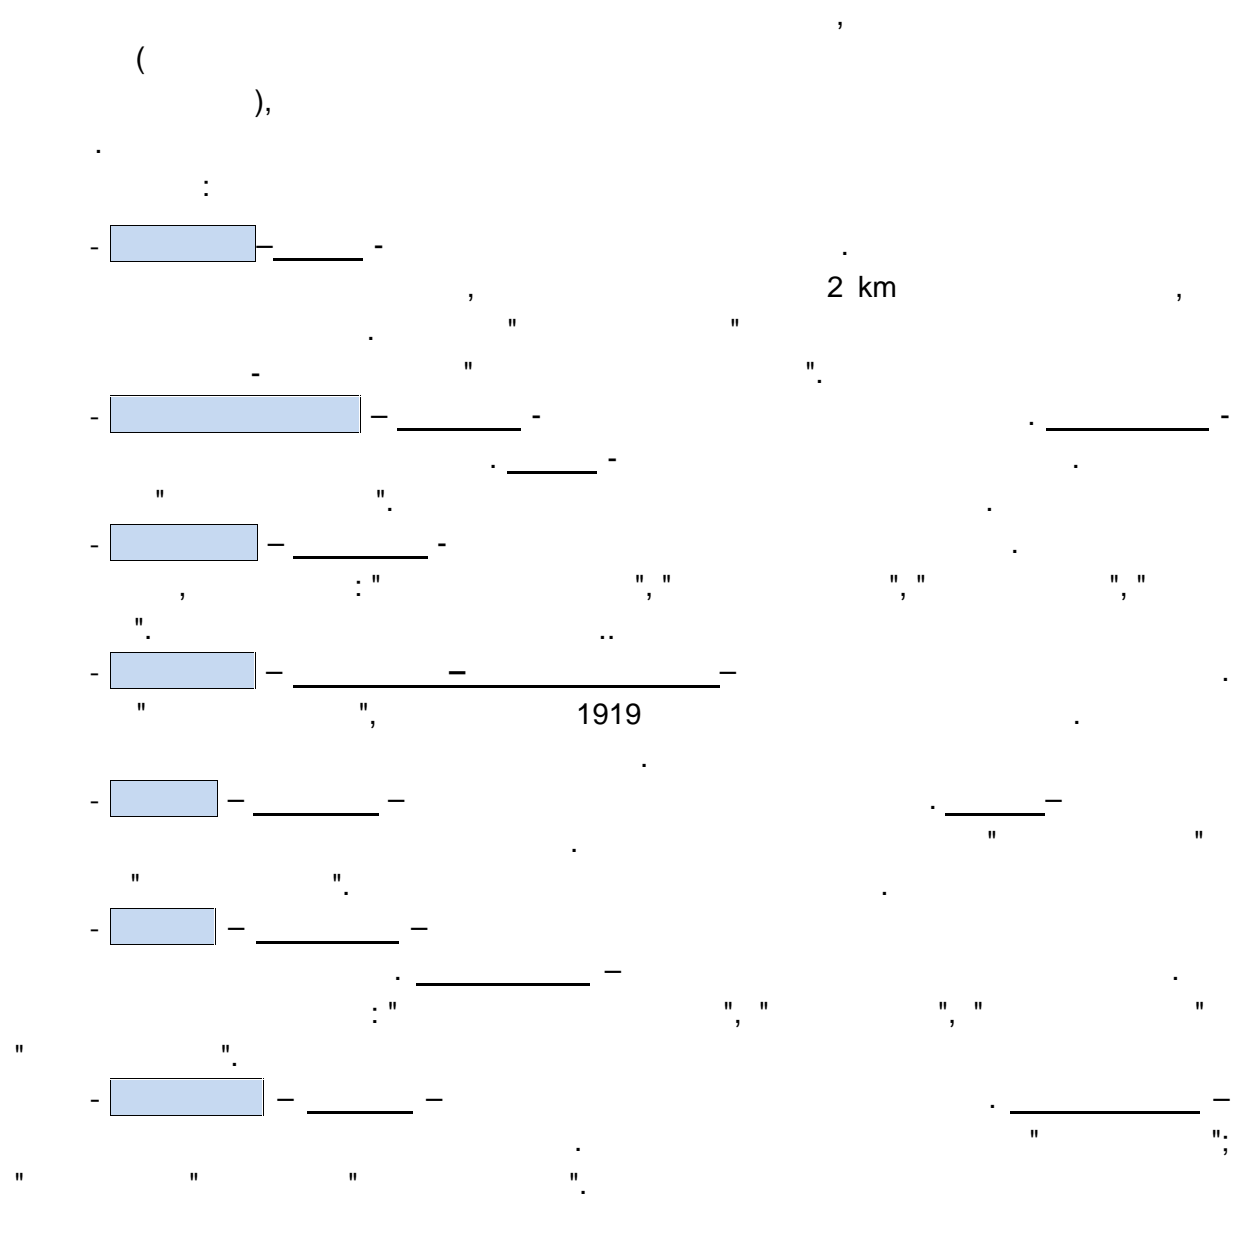 ,
(
),
.
:
- – -  .
, 2 km ,
. " "
- " ".
- – - . -
. - .
" ". .
- – - .
, : " ", " ", " ", "
". ..
- – – – .
" ", 1919 .
.
- – – . –
. " "
" ". .
- – –
. – .
: " ", " ", " "
" ".
- – – . –
. " ";
" " " ".